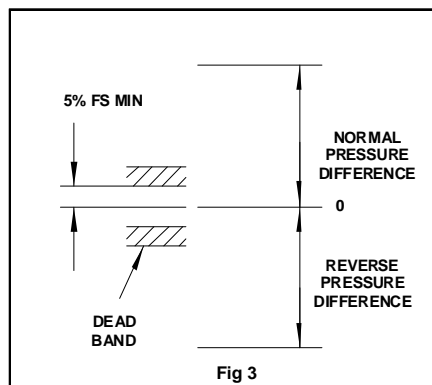 5% FS MIN
NORMAL
PRESSURE
DIFFERENCE
0
REVERSE
PRESSURE
DIFFERENCE
DEAD
BAND
Fig 3